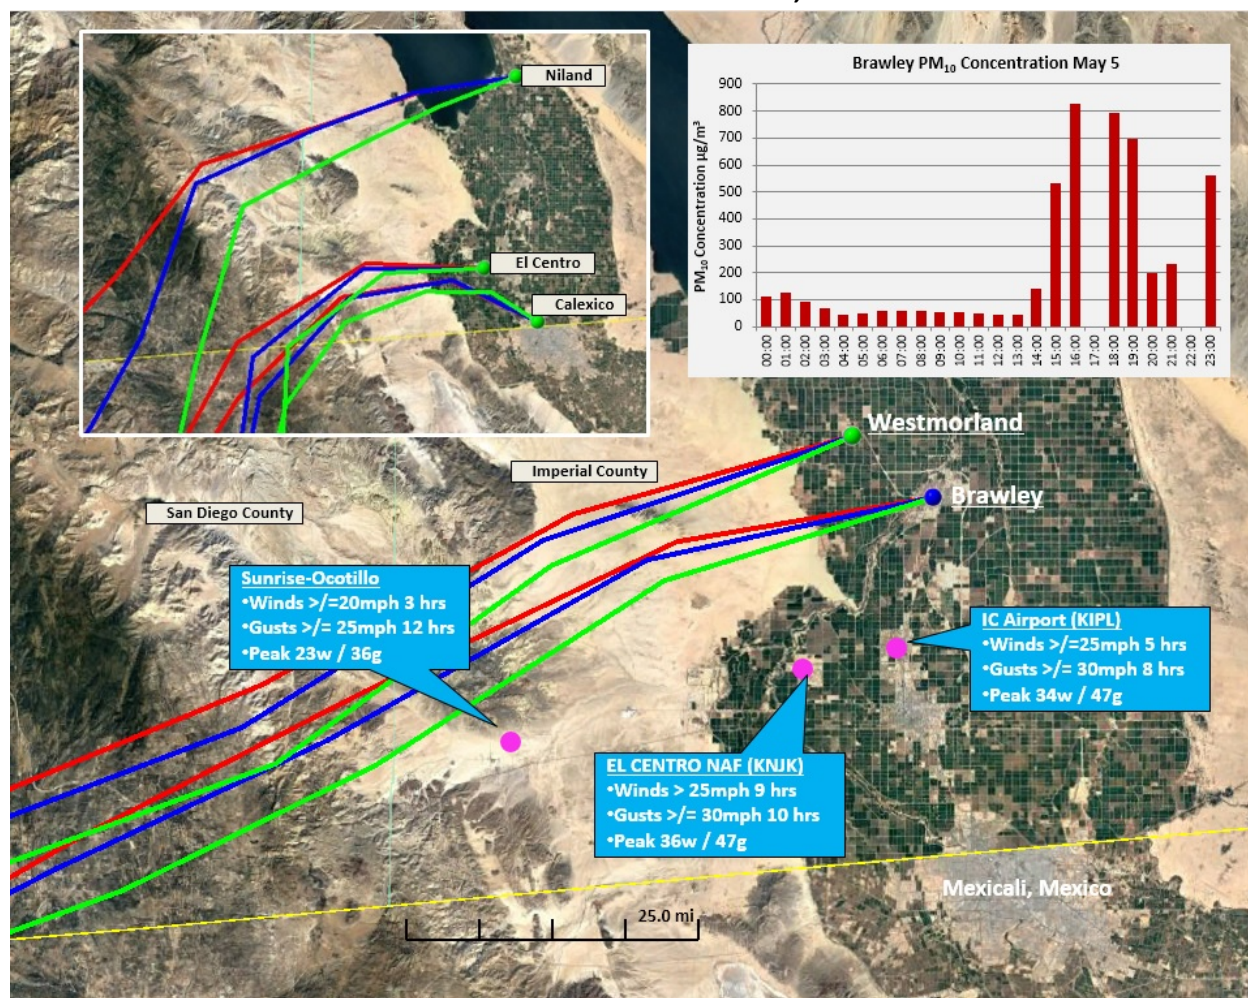 Niland
El Centro
Calexico
Brawley PM₁₀ Concentration May 5
PM₁₀ Concentration µg/m³
900
800
700
600
500
400
300
200
100
0
00:00
01:00
02:00
03:00
04:00
05:00
06:00
07:00
08:00
09:00
10:00
11:00
12:00
13:00
14:00
15:00
16:00
17:00
18:00
19:00
20:00
21:00
22:00
23:00
Westmorland
Imperial County
Brawley
San Diego County
Sunrise-Ocotillo
•Winds >/=20mph 3 hrs
•Gusts >/= 25mph 12 hrs
•Peak 23w / 36g
IC Airport (KIPL)
•Winds >/=25mph 5 hrs
•Gusts >/= 30mph 8 hrs
•Peak 34w / 47g
EL CENTRO NAF (KNJK)
•Winds > 25mph 9 hrs
•Gusts >/= 30mph 10 hrs
•Peak 36w / 47g
Mexicali, Mexico
25.0 mi